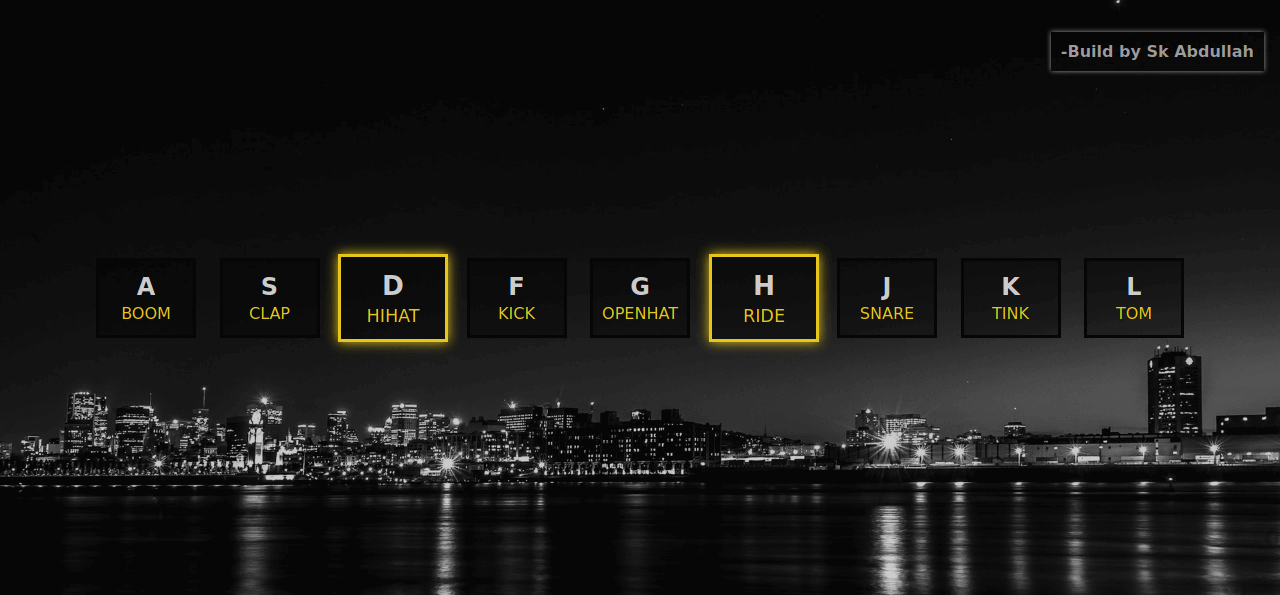 -Build by Sk Abdullah
A
BOOM
S
CLAP
D
HIHAT
F
KICK
G
OPENHAT
H
RIDE
J
SNARE
K
TINK
L
TOM